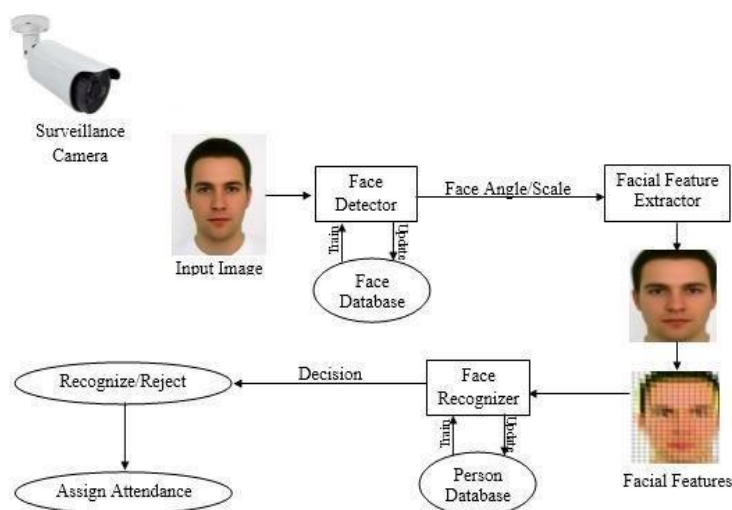 Surveillance
Camera
Input Image
Face
Detector
Face Angle/Scale
Facial Feature
Extractor
Train
Update
Face
Database
Recognize/Reject
Decision
Face
Recognizer
Train
Update
Assign Attendance
Person
Database
Facial Features